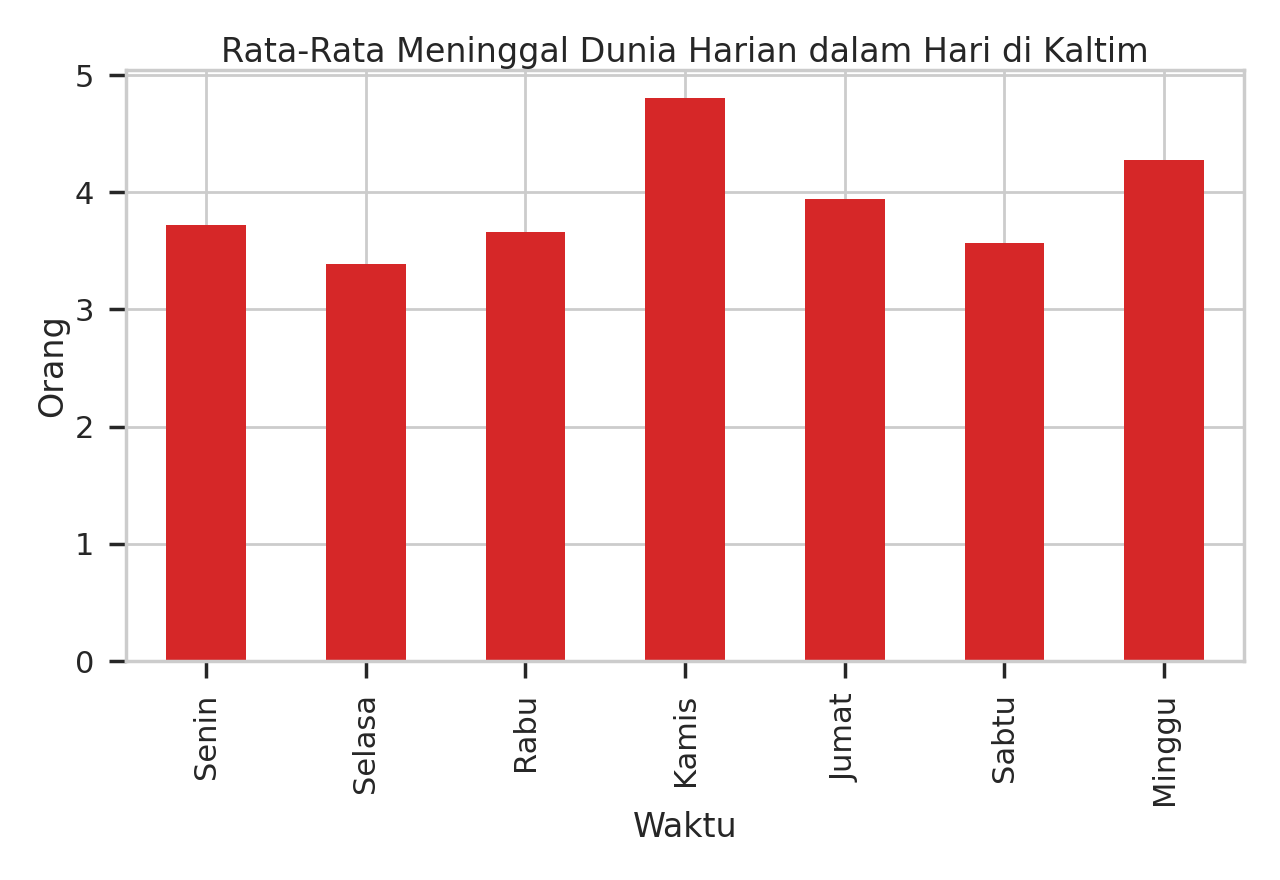 Rata-Rata Meninggal Dunia Harian dalam Hari di Kaltim
5
4
3
2
1
0
Orang
Senin
Selasa
Rabu
Kamis
Jumat
Sabtu
Minggu
Waktu